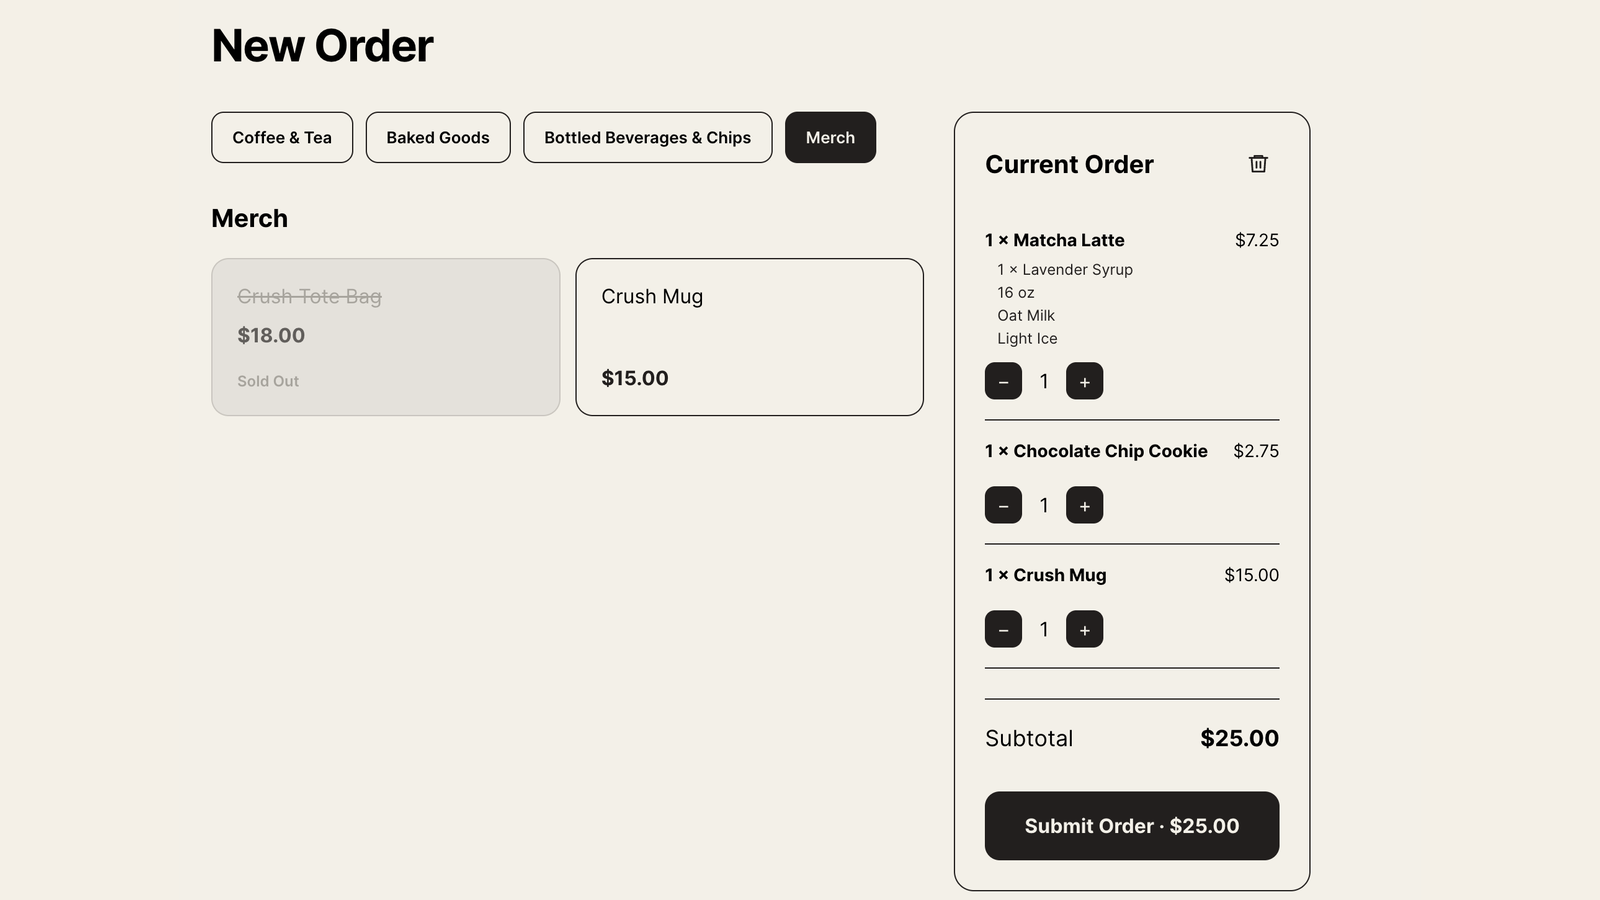 New Order
Coffee & Tea
Baked Goods
Bottled Beverages & Chips
Merch
Merch
Crush Tote Bag
$18.00
Sold Out
Crush Mug
$15.00
Current Order
1 × Matcha Latte $7.25
1 × Lavender Syrup
16 oz
Oat Milk
Light Ice
− 1 +
1 × Chocolate Chip Cookie $2.75
− 1 +
1 × Crush Mug $15.00
− 1 +
Subtotal $25.00
Submit Order · $25.00